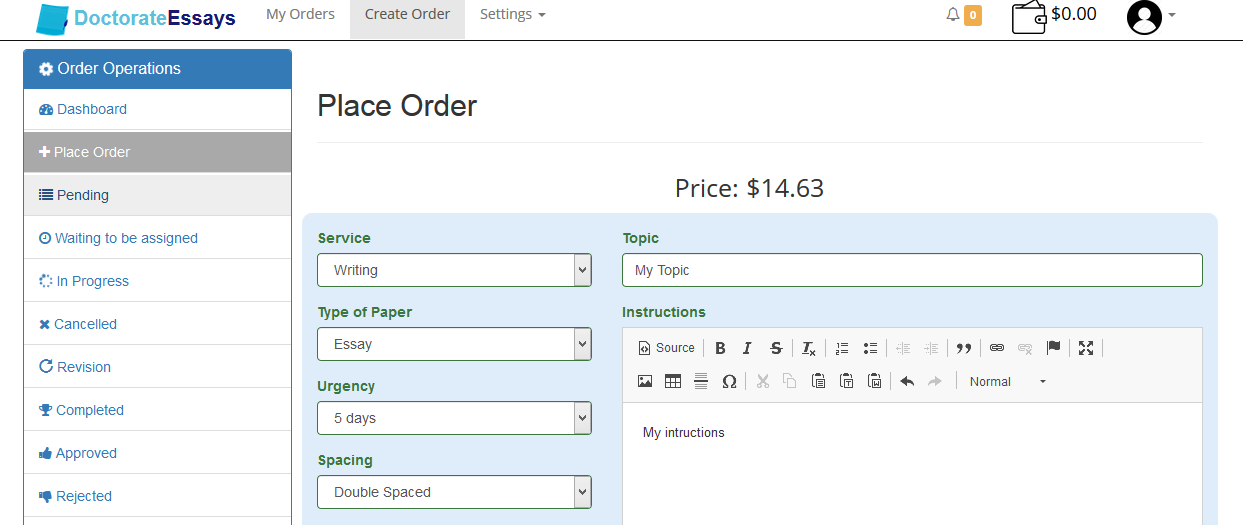 DoctorateEssays My Orders Create Order Settings 0 $0.00
Order Operations
Dashboard
Place Order
Pending
Waiting to be assigned
In Progress
Cancelled
Revision
Completed
Approved
Rejected
Place Order
Price: $14.63
Service
Writing
Type of Paper
Essay
Urgency
5 days
Spacing
Double Spaced
Topic
My Topic
Instructions
Source B I S Tx
Ω Normal
My intructions